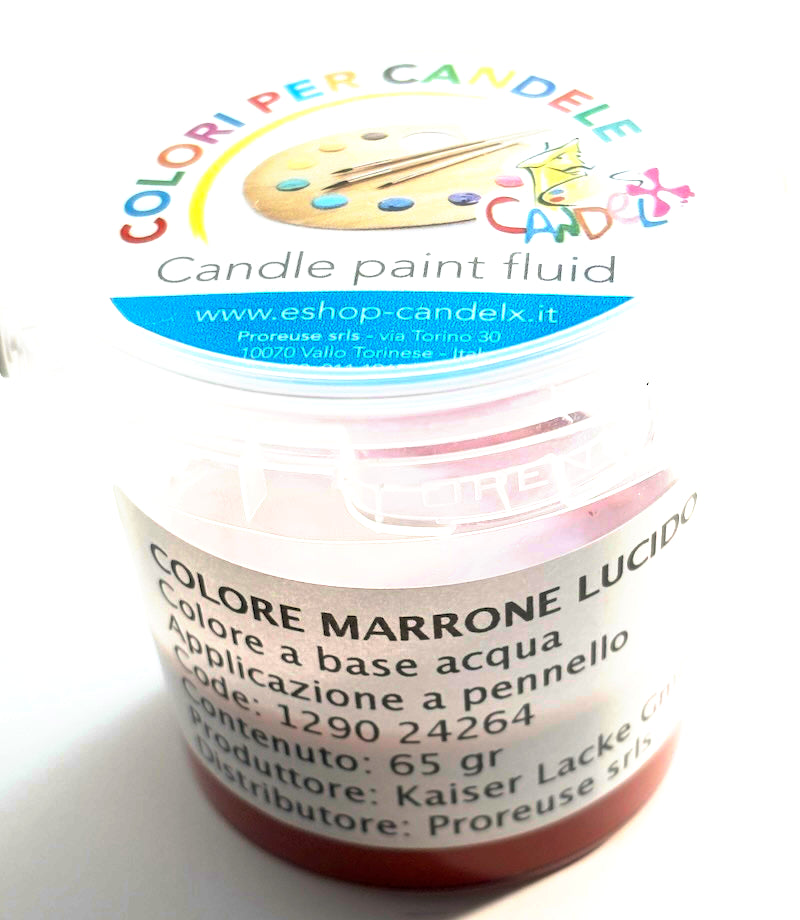 COLORI PER CANDELE
CANDELX
Candle paint fluid
www.eshop-candelx.it
Proreuse srls - via Torino 30
10070 Vallo Torinese -
COLORE MARRONE LUCIDO
Colore a base acqua
Applicazione a pennello
Code: 1290 24264
Contenuto: 65 gr
Produttore: Kaiser Lacke
Distributore: Proreuse srls